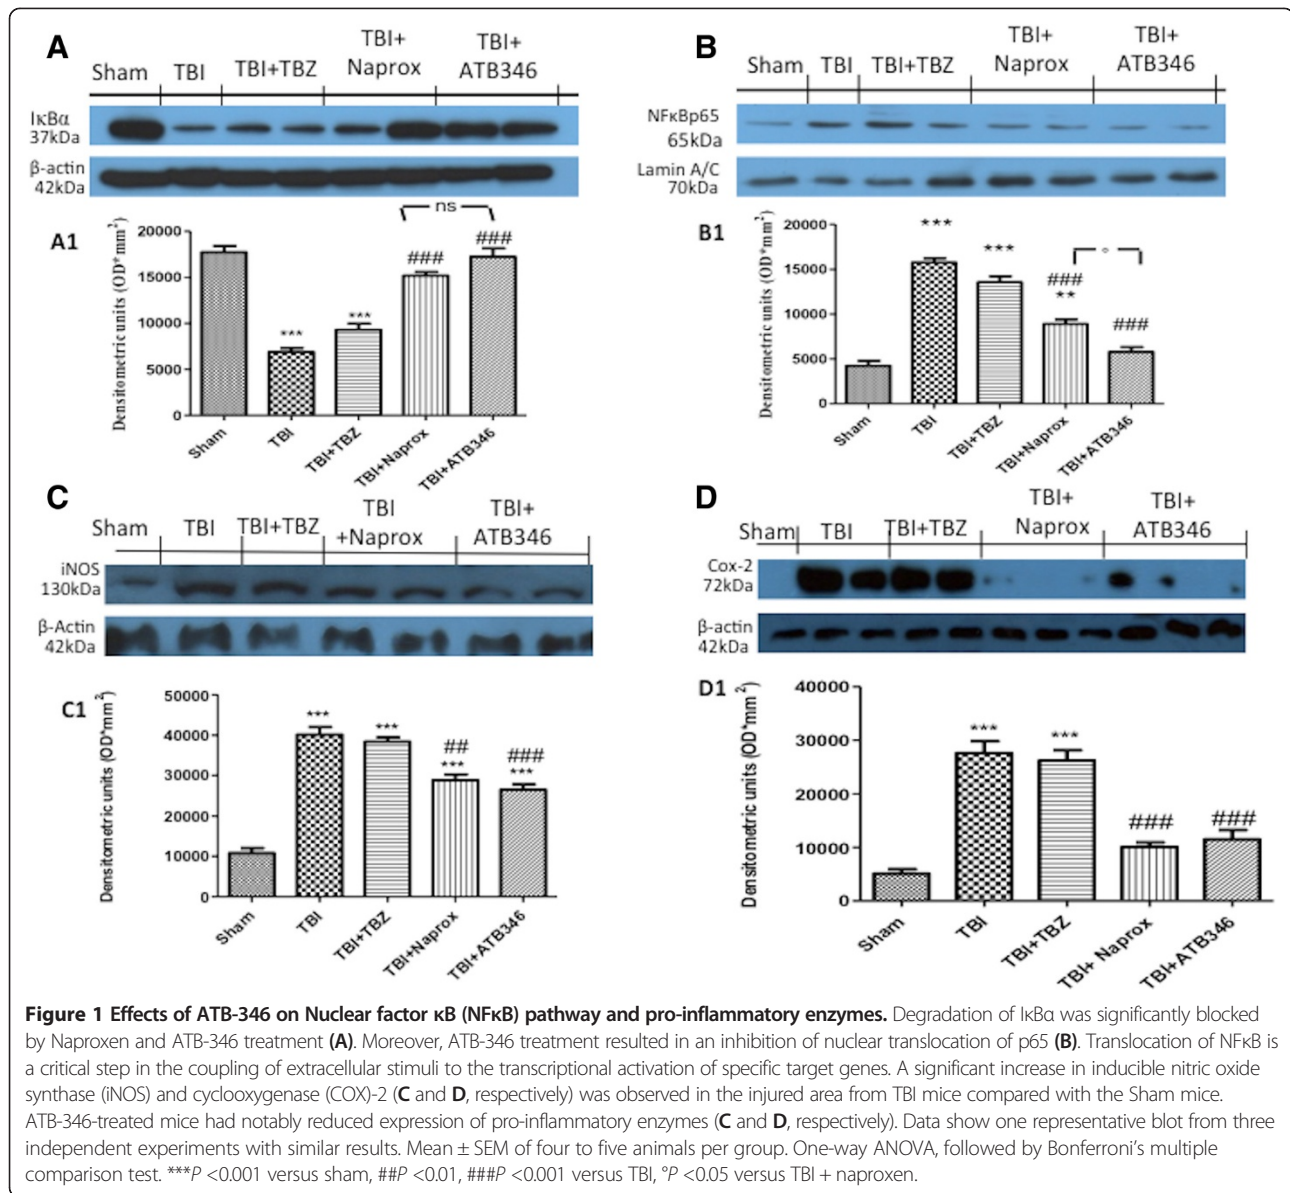 A
Sham
TBI
TBI+TBZ
TBI+
Naprox
TBI+
ATB346
IκBα
37kDa
β-actin
42kDa
A1
Densitometric units (OD*mm²)
20000
15000
10000
5000
0
***
***
###
ns
###
Sham
TBI
TBI+TBZ
TBI+Naprox
TBI+ATB346
B
Sham
TBI
TBI+TBZ
TBI+
Naprox
TBI+
ATB346
NFκBp65
65kDa
Lamin A/C
70kDa
B1
Densitometric units (OD*mm²)
20000
15000
10000
5000
0
***
***
###
**
°
###
Sham
TBI
TBI+TBZ
TBI+Naprox
TBI+ATB346
C
Sham
TBI
TBI+TBZ
TBI
+Naprox
TBI+
ATB346
iNOS
130kDa
β-Actin
42kDa
C1
Densitometric units (OD*mm²)
50000
40000
30000
20000
10000
0
***
***
##
***
###
***
Sham
TBI
TBI+TBZ
TBI+Naprox
TBI+ATB346
D
Sham
TBI
TBI+TBZ
TBI+
Naprox
TBI+
ATB346
Cox-2
72kDa
β-actin
42kDa
D1
Densitometric units (OD*mm²)
40000
30000
20000
10000
0
***
***
###
###
Sham
TBI
TBI+TBZ
TBI+ Naprox
TBI+ATB346
Figure 1 Effects of ATB-346 on Nuclear factor κB (NFκB) pathway and pro-inflammatory enzymes. Degradation of IκBα was significantly blocked
by Naproxen and ATB-346 treatment (A). Moreover, ATB-346 treatment resulted in an inhibition of nuclear translocation of p65 (B). Translocation of NFκB is
a critical step in the coupling of extracellular stimuli to the transcriptional activation of specific target genes. A significant increase in inducible nitric oxide
synthase (iNOS) and cyclooxygenase (COX)-2 (C and D, respectively) was observed in the injured area from TBI mice compared with the Sham mice.
ATB-346-treated mice had notably reduced expression of pro-inflammatory enzymes (C and D, respectively). Data show one representative blot from three
independent experiments with similar results. Mean ± SEM of four to five animals per group. One-way ANOVA, followed by Bonferroni's multiple
comparison test. ***P <0.001 versus sham, ##P <0.01, ###P <0.001 versus TBI, °P <0.05 versus TBI + naproxen.